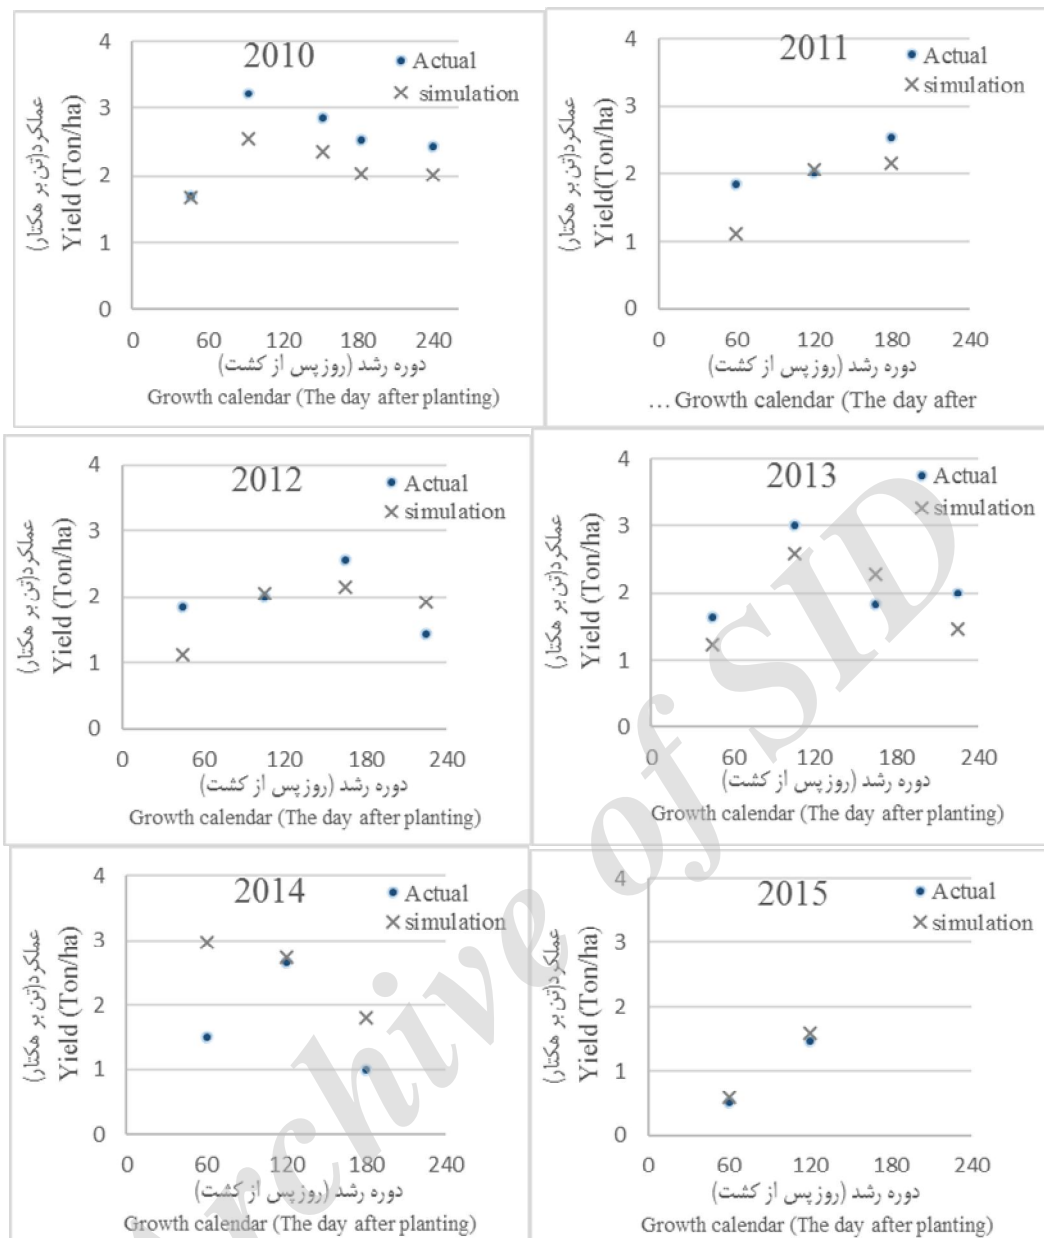 2010
Actual
simulation
4
3
2
1
0
0 60 120 180 240
عملکرد(تن بر هکتار)
Yield (Ton/ha)
دوره رشد (روز پس از کشت)
Growth calendar (The day after planting)
2011
Actual
simulation
4
3
2
1
0
0 60 120 180 240
عملکرد(تن بر هکتار)
Yield(Ton/ha)
دوره رشد (روز پس از کشت)
... Growth calendar (The day after
2012
Actual
simulation
4
3
2
1
0
0 60 120 180 240
عملکرد(تن بر هکتار)
Yield (Ton/ha)
دوره رشد (روز پس از کشت)
Growth calendar (The day after planting)
2013
Actual
simulation
4
3
2
1
0
0 60 120 180 240
عملکرد(تن بر هکتار)
Yield (Ton/ha)
دوره رشد (روز پس از کشت)
Growth calendar (The day after planting)
2014
Actual
simulation
4
3
2
1
0
0 60 120 180 240
عملکرد(تن بر هکتار)
Yield (Ton/ha)
دوره رشد (روز پس از کشت)
Growth calendar (The day after planting)
2015
Actual
simulation
4
3
2
1
0
0 60 120 180 240
عملکرد(تن بر هکتار)
Yield (Ton/ha)
دوره رشد (روز پس از کشت)
Growth calendar (The day after planting)
Archive of SID